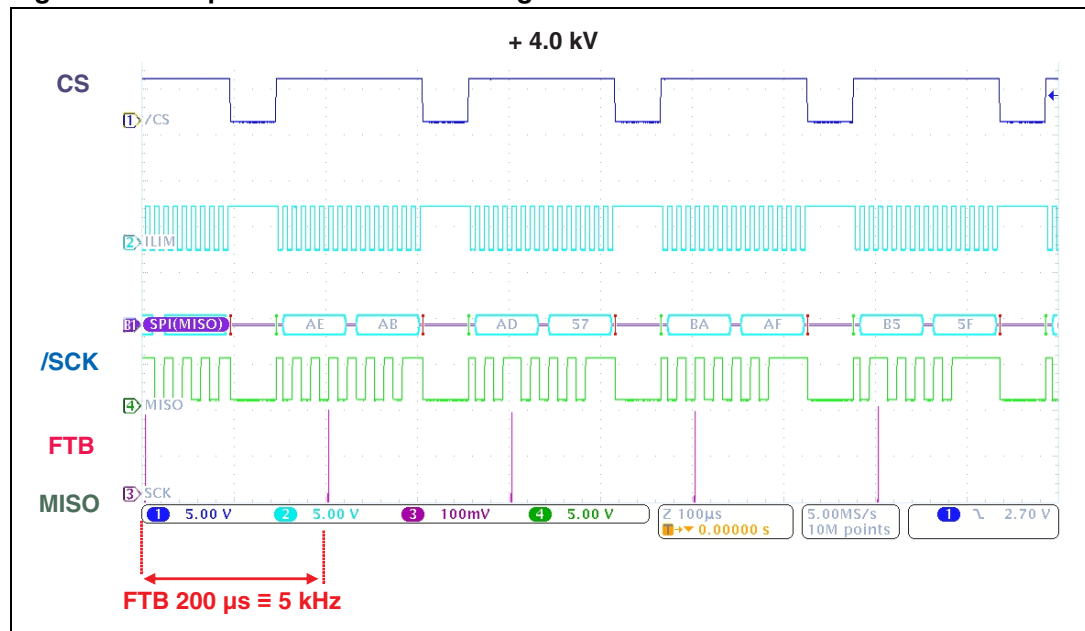 + 4.0 kV
CS
1 /CS
2 ILIM
B1 SPI(MISO) AE AB AD 57 BA AF B5 5F
/SCK
4 MISO
FTB
3 SCK
MISO
1 5.00 V 2 5.00 V 3 100mV 4 5.00 V
Z 100µs
T 0.00000 s
5.00MS/s
10M points
1 2.70 V
FTB 200 µs ≡ 5 kHz